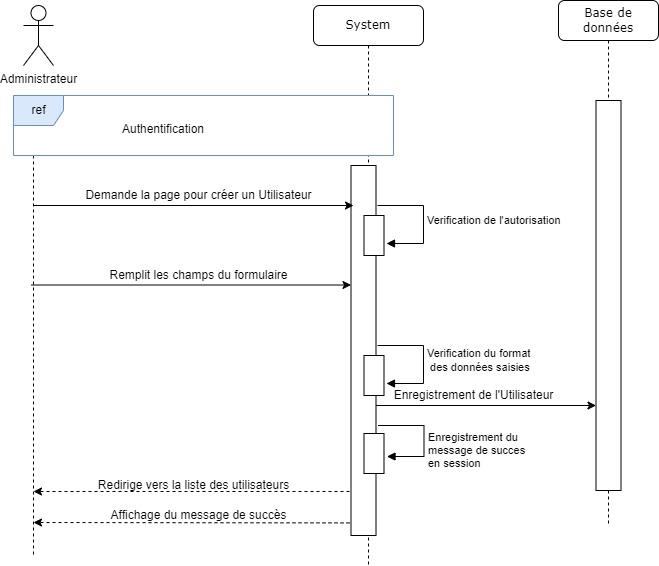 System
Base de
données
Administrateur
ref
Authentification
Demande la page pour créer un Utilisateur
Verification de l'autorisation
Remplit les champs du formulaire
Verification du format
des données saisies
Enregistrement de l'Utilisateur
Enregistrement du
message de succes
en session
Redirige vers la liste des utilisateurs
Affichage du message de succès